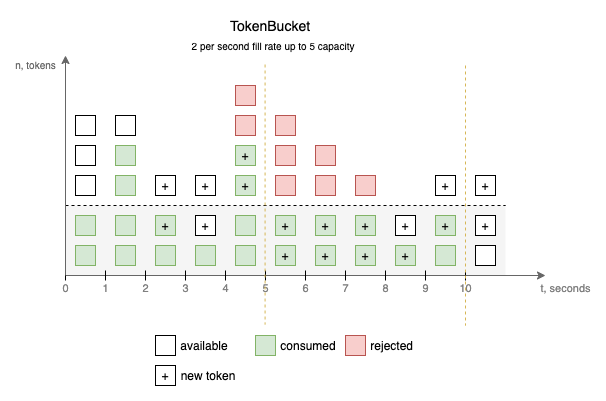 TokenBucket
2 per second fill rate up to 5 capacity
n, tokens
+ +
+
+ + + + +
+ + + + + + + +
+ + + +
0 1 2 3 4 5 6 7 8 9 10 t, seconds
available consumed rejected
+ new token